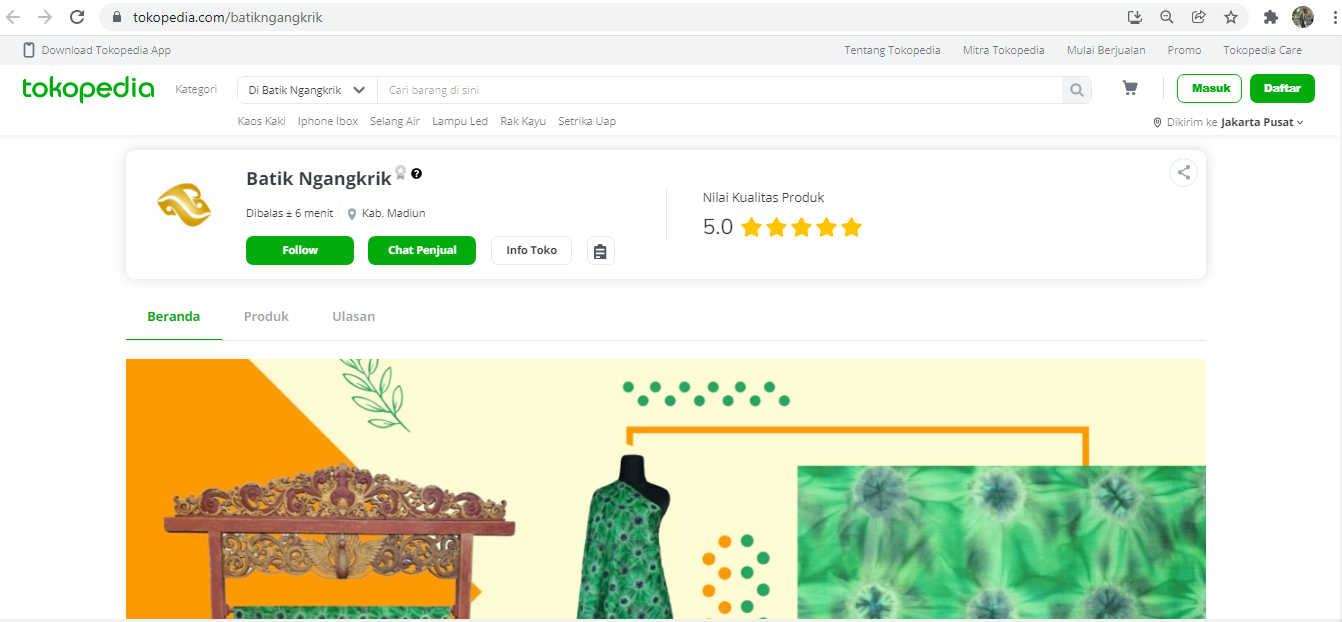 tokopedia.com/batikngangkrik
Download Tokopedia App
Tentang Tokopedia Mitra Tokopedia Mulai Berjualan Promo Tokopedia Care
tokopedia Kategori Di Batik Ngangkrik Cari barang di sini Masuk Daftar
Kaos Kaki Iphone Ibox Selang Air Lampu Led Rak Kayu Setrika Uap
Dikirim ke Jakarta Pusat
Batik Ngangkrik
Dibalas ± 6 menit Kab. Madiun
Follow Chat Penjual Info Toko
Nilai Kualitas Produk
5.0
Beranda Produk Ulasan